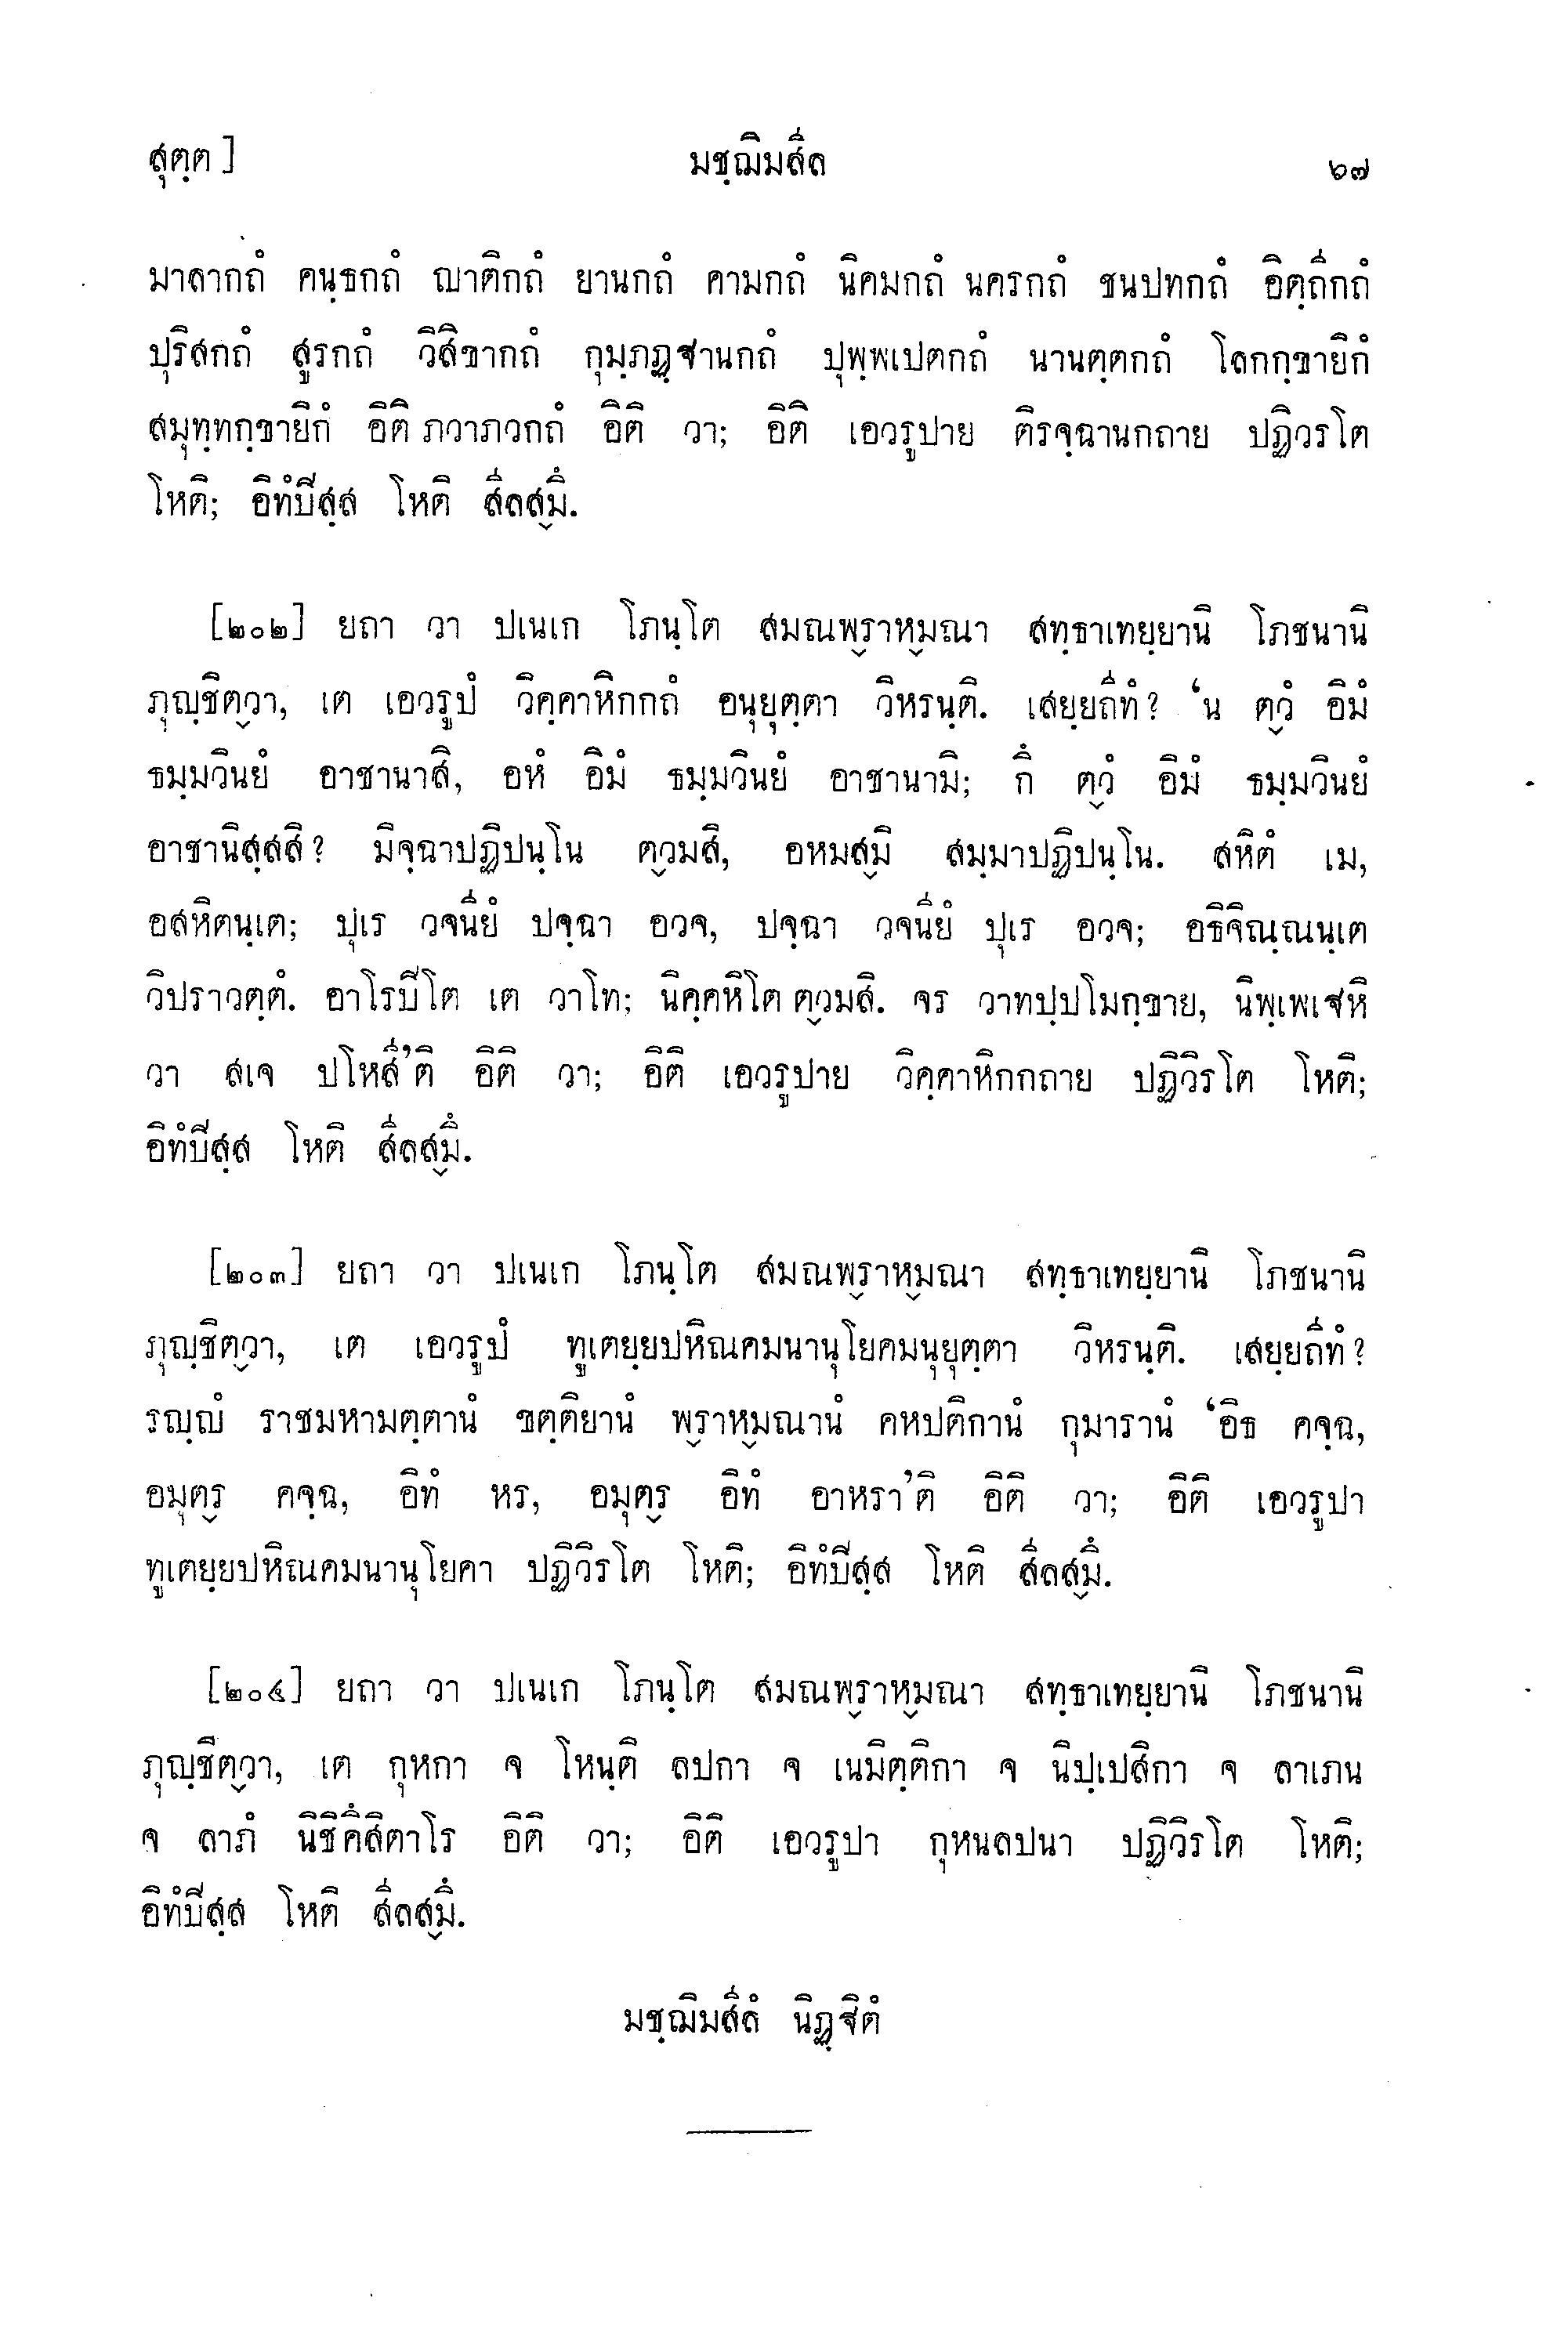 สุตฺต ] มชฺฌิมสีล ๖๗
มาลากถํ คนฺธกถํ ญาติกถํ ยานกถํ คามกถํ นิคมกถํ นครกถํ ชนปทกถํ อิตฺถีกถํ
ปุริสกถํ สูรกถํ วิสิขากถํ กุมฺภฏฺฐานกถํ ปุพฺพเปตกถํ นานตฺตกถํ โลกกฺขายิกํ
สมุทฺทกฺขายิกํ อิติ ภวาภวกถํ อิติ วา; อิติ เอวรูปาย ติรจฺฉานกถาย ปฏิวรโต
โหติ; อิทํปิสฺส โหติ สีลสฺมึ.
[๒๐๒] ยถา วา ปเนเก โภนฺโต สมณพฺราหฺมณา สทฺธาเทยฺยานิ โภชนานิ
ภุญฺชิตฺวา, เต เอวรูปํ วิคฺคาหิกกถํ อนุยุตฺตา วิหรนฺติ. เสยฺยถีทํ? ‘น ตฺวํ อิมํ
ธมฺมวินยํ อาชานาสิ, อหํ อิมํ ธมฺมวินยํ อาชานามิ; กึ ตฺวํ อิมํ ธมฺมวินยํ
อาชานิสฺสสิ? มิจฺฉาปฏิปนฺโน ตฺวมสิ, อหมสฺมิ สมฺมาปฏิปนฺโน. สหิตํ เม,
อสหิตนฺเต; ปุเร วจนียํ ปจฺฉา อวจ, ปจฺฉา วจนียํ ปุเร อวจ; อธิจิณฺณนฺเต
วิปราวตฺตํ. อาโรปิโต เต วาโท; นิคฺคหิโต ตฺวมสิ. จร วาทปฺปโมกฺขาย, นิพฺเพเฐหิ
วา สเจ ปโหสี’ติ อิติ วา; อิติ เอวรูปาย วิคฺคาหิกกถาย ปฏิวิรโต โหติ;
อิทํปิสฺส โหติ สีลสฺมึ.
[๒๐๓] ยถา วา ปเนเก โภนฺโต สมณพฺราหฺมณา สทฺธาเทยฺยานิ โภชนานิ
ภุญฺชิตฺวา, เต เอวรูปํ ทูเตยฺยปหิณคมนานุโยคมนุยุตฺตา วิหรนฺติ. เสยฺยถีทํ?
รญฺญํ ราชมหามตฺตานํ ขตฺติยานํ พฺราหฺมณานํ คหปติกานํ กุมารานํ ‘อิธ คจฺฉ,
อมุตฺร คจฺฉ, อิทํ หร, อมุตฺร อิทํ อาหรา’ติ อิติ วา; อิติ เอวรูปา
ทูเตยฺยปหิณคมนานุโยคา ปฏิวิรโต โหติ; อิทํปิสฺส โหติ สีลสฺมึ.
[๒๐๔] ยถา วา ปเนเก โภนฺโต สมณพฺราหฺมณา สทฺธาเทยฺยานิ โภชนานิ
ภุญฺชิตฺวา, เต กุหกา จ โหนฺติ ลปกา จ เนมิตฺติกา จ นิปฺเปสิกา จ ลาเภน
จ ลาภํ นิชิคึสิตาโร อิติ วา; อิติ เอวรูปา กุหนลปนา ปฏิวิรโต โหติ;
อิทํปิสฺส โหติ สีลสฺมึ.
มชฺฌิมสีลํ นิฏฺฐิตํ